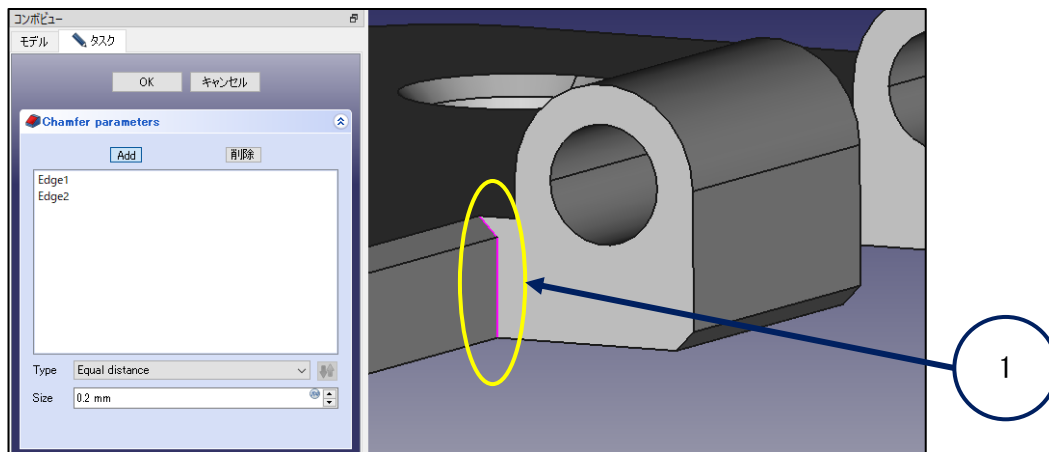 コンボビュー
モデル タスク
OK キャンセル
Chamfer parameters
Add 削除
Edge1
Edge2
Type Equal distance
Size 0.2 mm
1